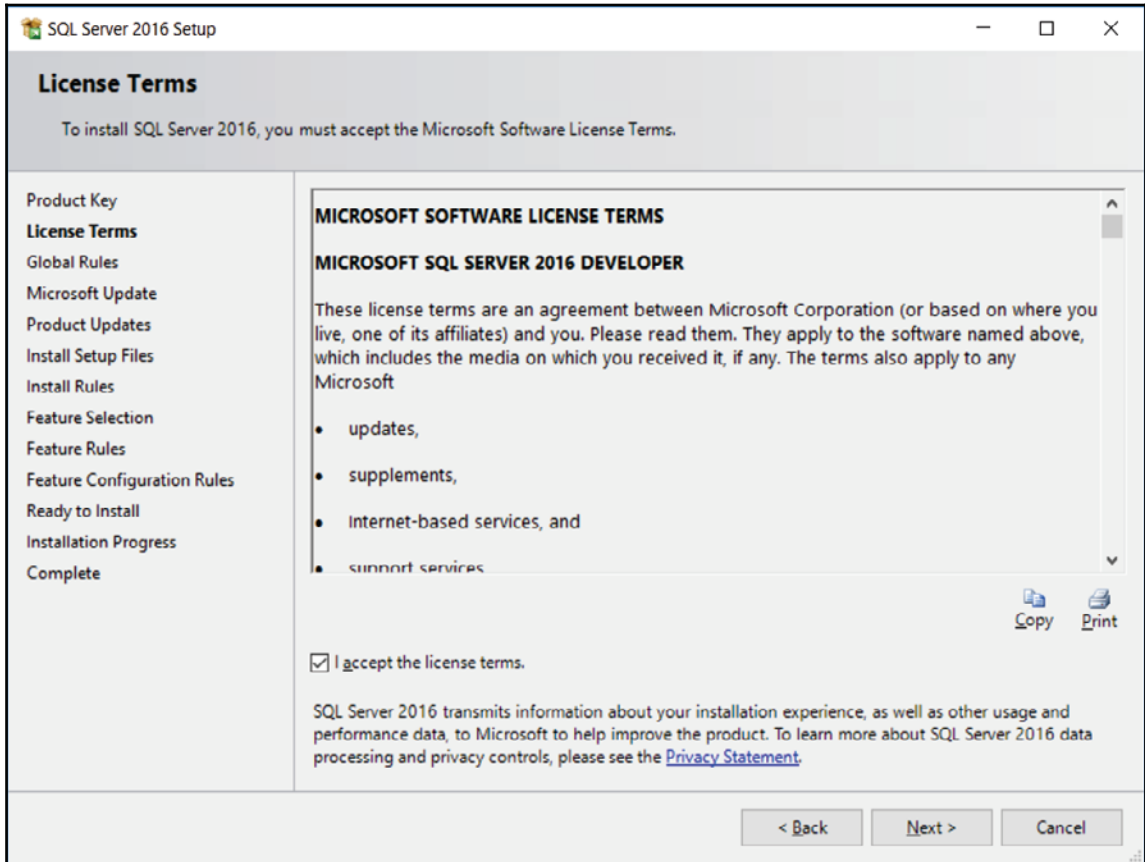 SQL Server 2016 Setup
License Terms
To install SQL Server 2016, you must accept the Microsoft Software License Terms.
Product Key
License Terms
Global Rules
Microsoft Update
Product Updates
Install Setup Files
Install Rules
Feature Selection
Feature Rules
Feature Configuration Rules
Ready to Install
Installation Progress
Complete
MICROSOFT SOFTWARE LICENSE TERMS
MICROSOFT SQL SERVER 2016 DEVELOPER
These license terms are an agreement between Microsoft Corporation (or based on where you
live, one of its affiliates) and you. Please read them. They apply to the software named above,
which includes the media on which you received it, if any. The terms also apply to any
Microsoft
• updates,
• supplements,
• Internet-based services, and
• support services
Copy
Print
I accept the license terms.
SQL Server 2016 transmits information about your installation experience, as well as other usage and
performance data, to Microsoft to help improve the product. To learn more about SQL Server 2016 data
processing and privacy controls, please see the Privacy Statement.
< Back
Next >
Cancel